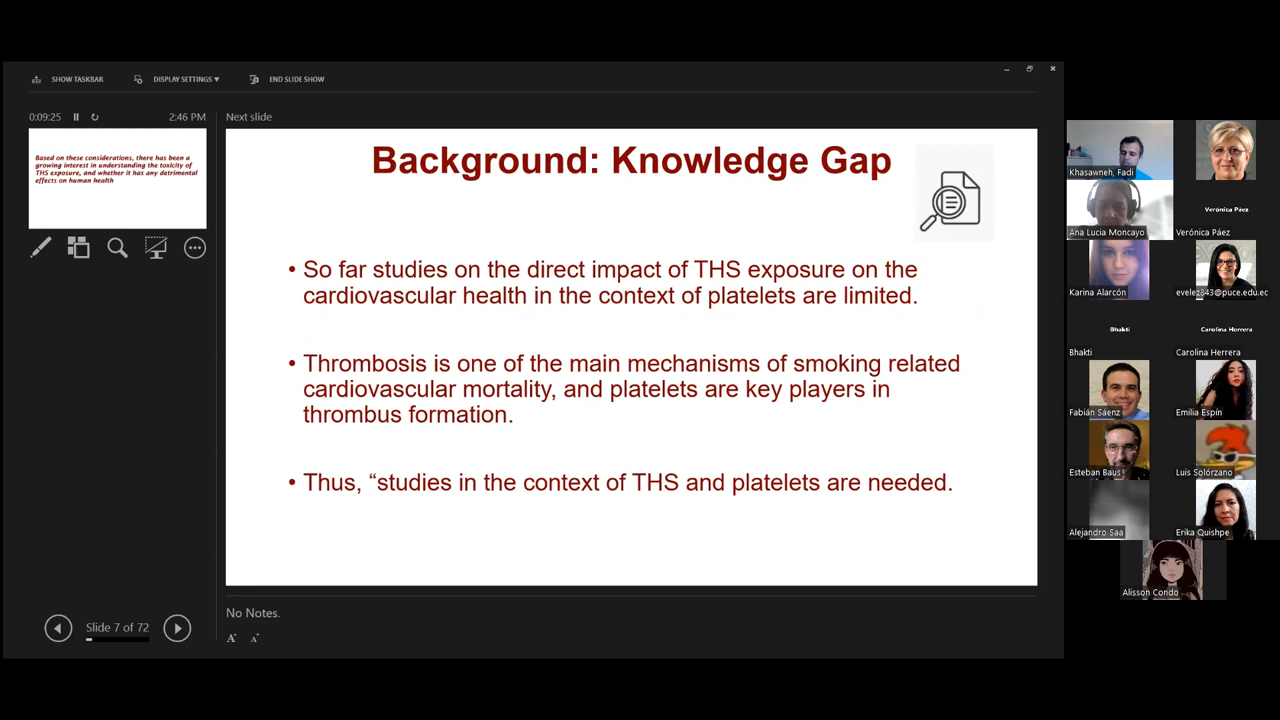 SHOW TASKBAR
DISPLAY SETTINGS ▾
END SLIDE SHOW
0:09:25
2:46 PM
Next slide
Based on these considerations, there has been a
growing interest in understanding the toxicity of
THS exposure, and whether it has any detrimental
effects on human health
Background: Knowledge Gap
• So far studies on the direct impact of THS exposure on the
cardiovascular health in the context of platelets are limited.
• Thrombosis is one of the main mechanisms of smoking related
cardiovascular mortality, and platelets are key players in
thrombus formation.
• Thus, “studies in the context of THS and platelets are needed.
Slide 7 of 72
No Notes.
A
A
Khasawneh, Fadi
Ana Lucia Moncayo
Verónica Páez
Verónica Páez
Karina Alarcón
evelez843@puce.edu.ec
Bhakti
Carolina Herrera
Bhakti
Carolina Herrera
Fabián Sáenz
Emilia Espín
Esteban Baus
Luis Solórzano
Alejandro Saa
Erika Quishpe
Alisson Condo